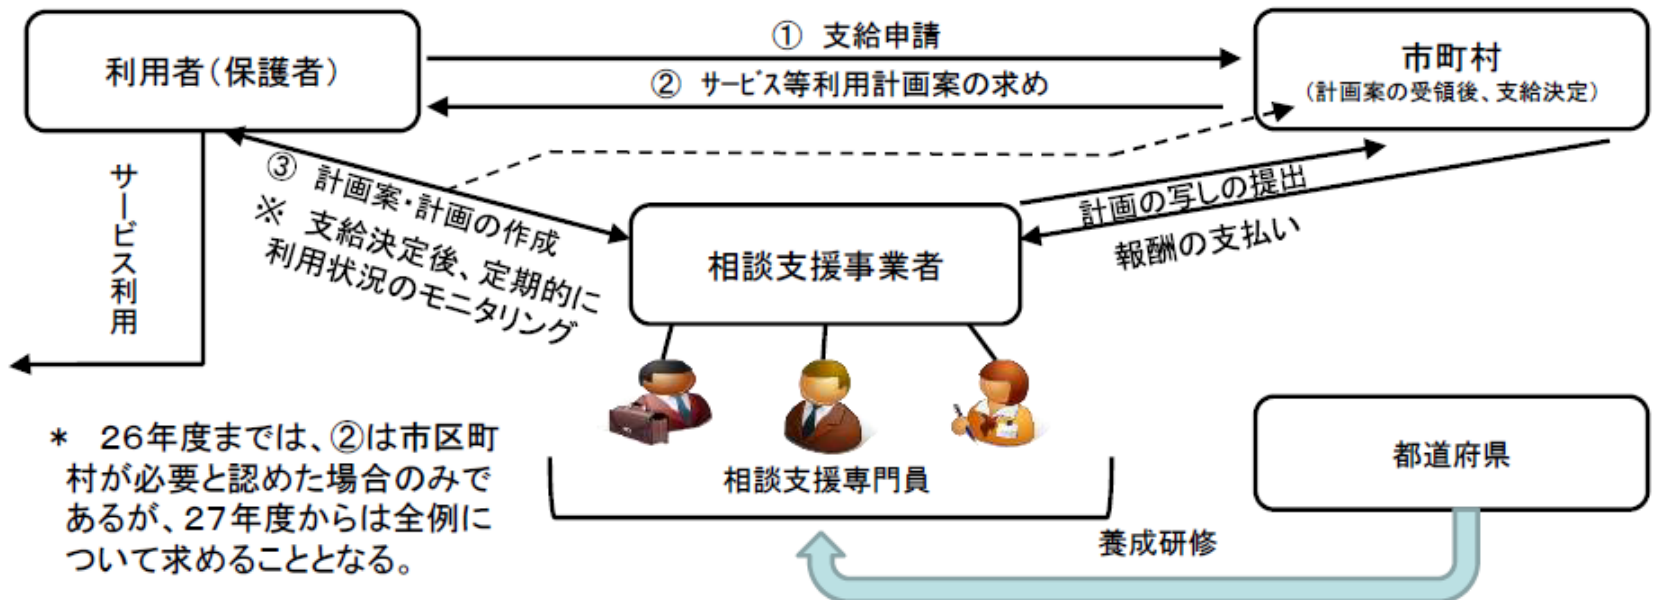 利用者(保護者)
① 支給申請
② サービス等利用計画案の求め
市町村
(計画案の受領後、支給決定)
サービス利用
③ 計画案・計画の作成
※ 支給決定後、定期的に
利用状況のモニタリング
計画の写しの提出
報酬の支払い
相談支援事業者
相談支援専門員
都道府県
養成研修
* 26年度までは、②は市区町
村が必要と認めた場合のみで
あるが、27年度からは全例に
ついて求めることとなる。